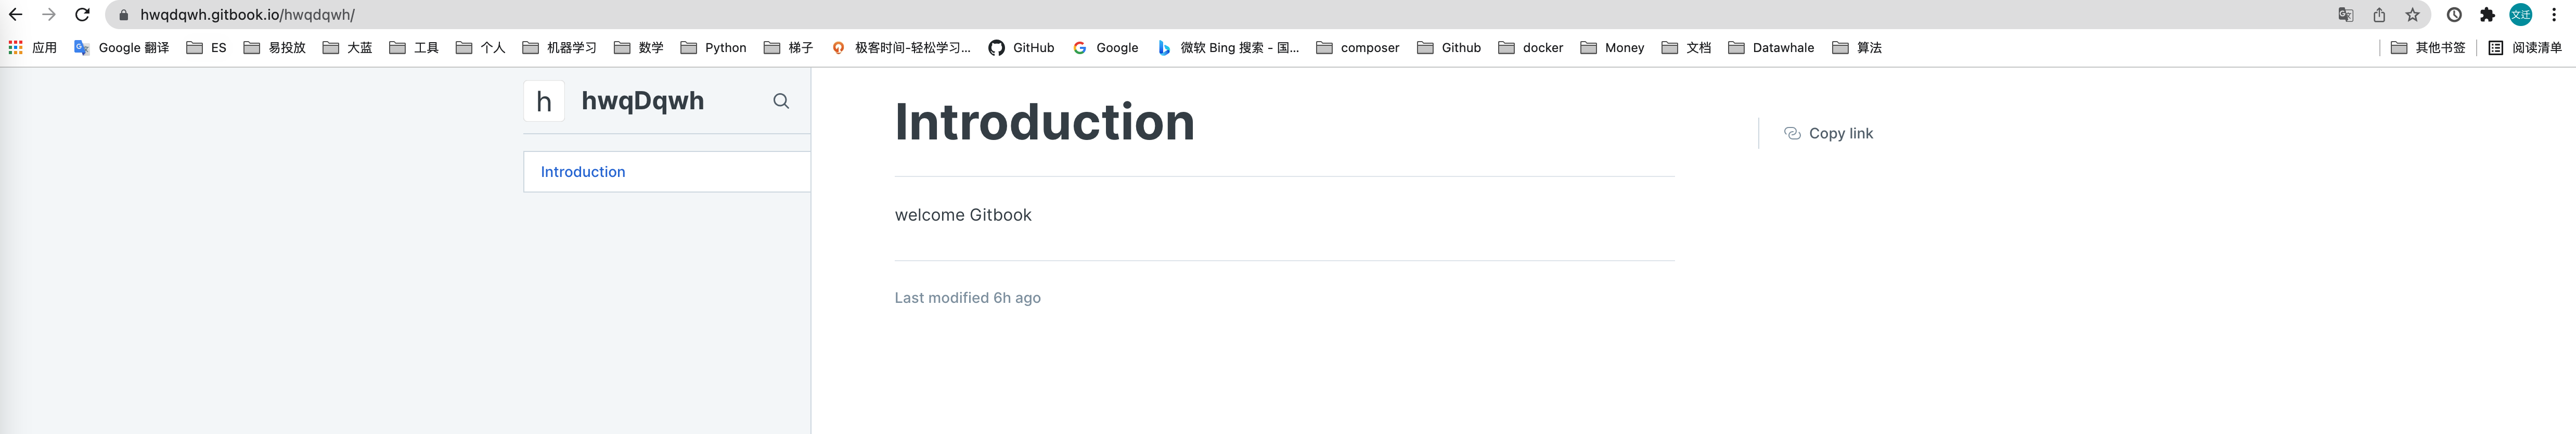 hwqdqwh.gitbook.io/hwqdqwh/
文迁
应用 Google 翻译 ES 易投放 大蓝 工具 个人 机器学习 数学 Python 梯子 极客时间-轻松学习... GitHub Google 微软 Bing 搜索 - 国... composer Github docker Money 文档 Datawhale 算法 其他书签 阅读清单
h hwqDqwh
Introduction
Introduction
Copy link
welcome Gitbook
Last modified 6h ago